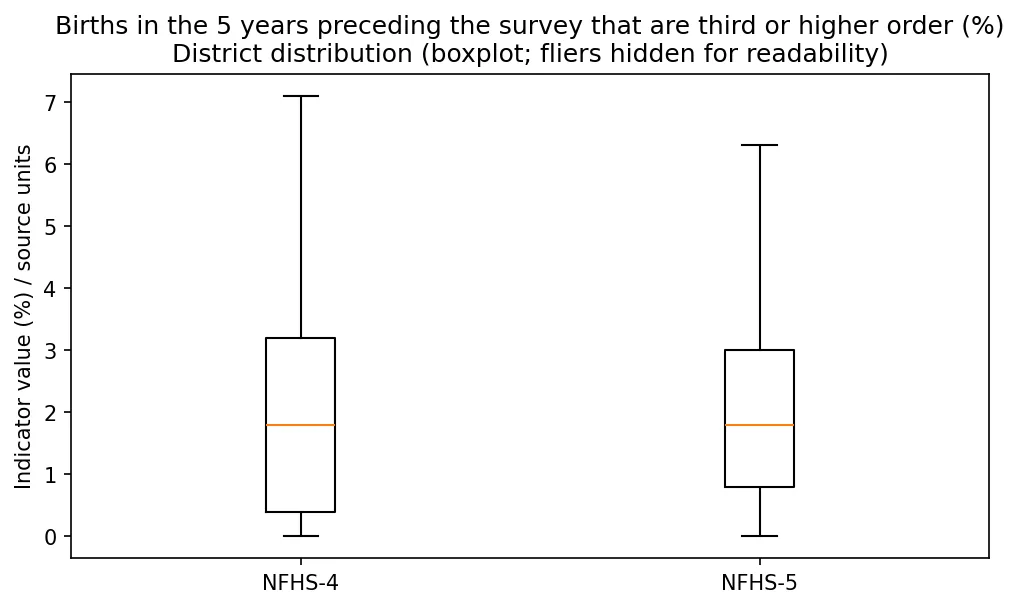 Births in the 5 years preceding the survey that are third or higher order (%)
District distribution (boxplot; fliers hidden for readability)
Indicator value (%) / source units
7
6
5
4
3
2
1
0
NFHS-4
NFHS-5